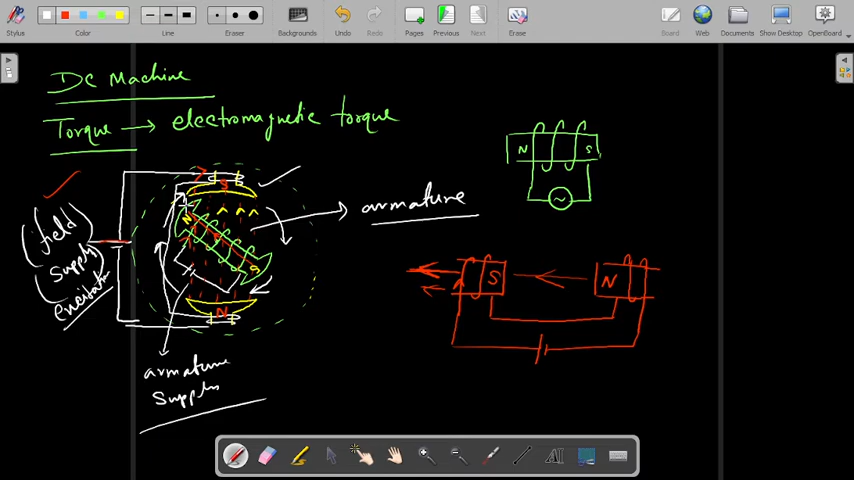 Stylus
Color
Line
Eraser
Backgrounds
Undo
Redo
Pages
Previous
Next
Erase
Board
Web
Documents
Show Desktop
OpenBoard
Dc Machine
Torque → electromagnetic torque
N S
~
S
N
S
N
armature
field
Supply
armature
Supply
S N